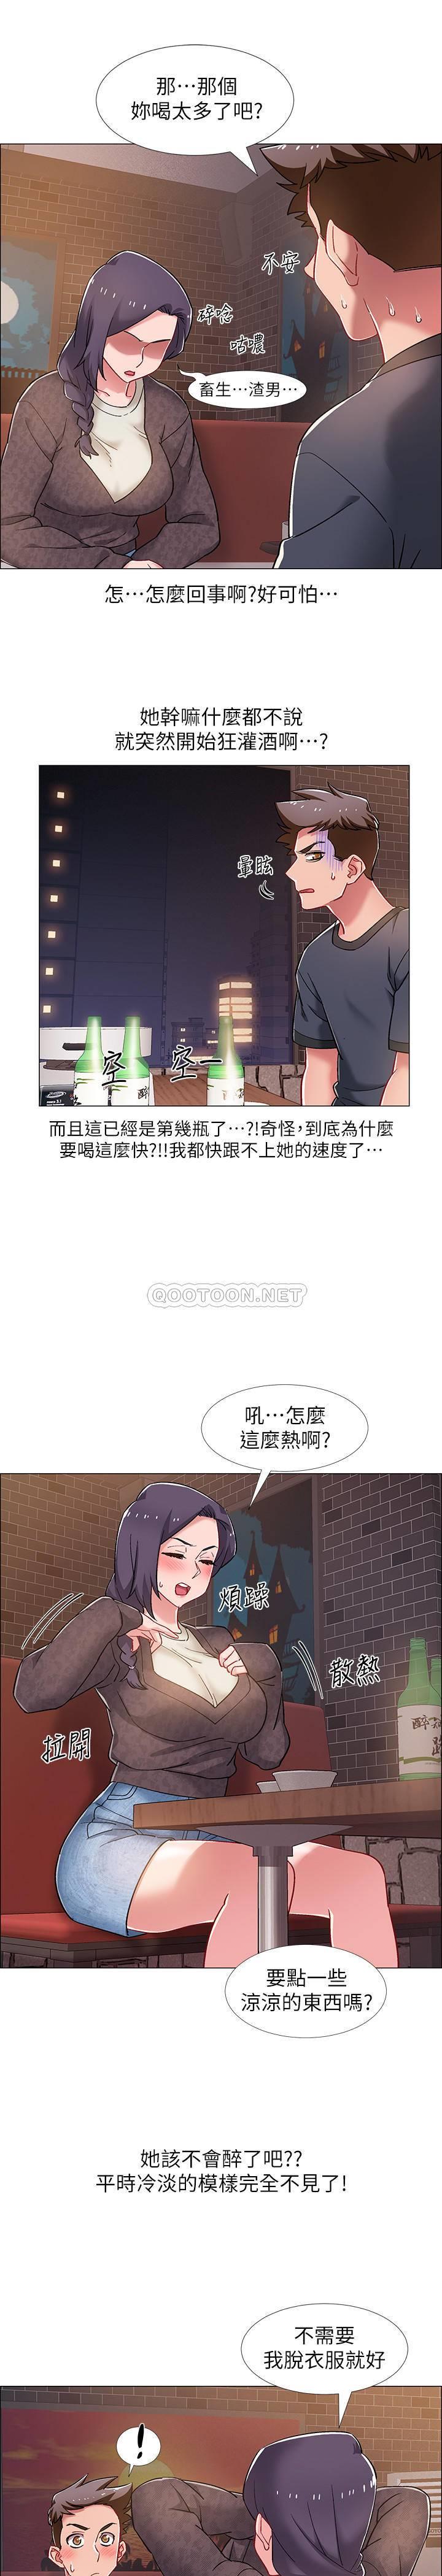 那…那個
妳喝太多了吧?
不安
碎唸
咕噥
畜生…渣男…
怎…怎麼回事啊?好可怕…
她幹嘛什麼都不說
就突然開始狂灌酒啊…?
暈眩
空
空—
而且這已經是第幾瓶了…?!奇怪,到底為什麼
要喝這麼快?!!我都快跟不上她的速度了…
QOOTOON.NET
吼…怎麼
這麼熱啊?
煩躁
散熱
拉開
要點一些
涼涼的東西嗎?
她該不會醉了吧??
平時冷淡的模樣完全不見了!
不需要
我脫衣服就好
!